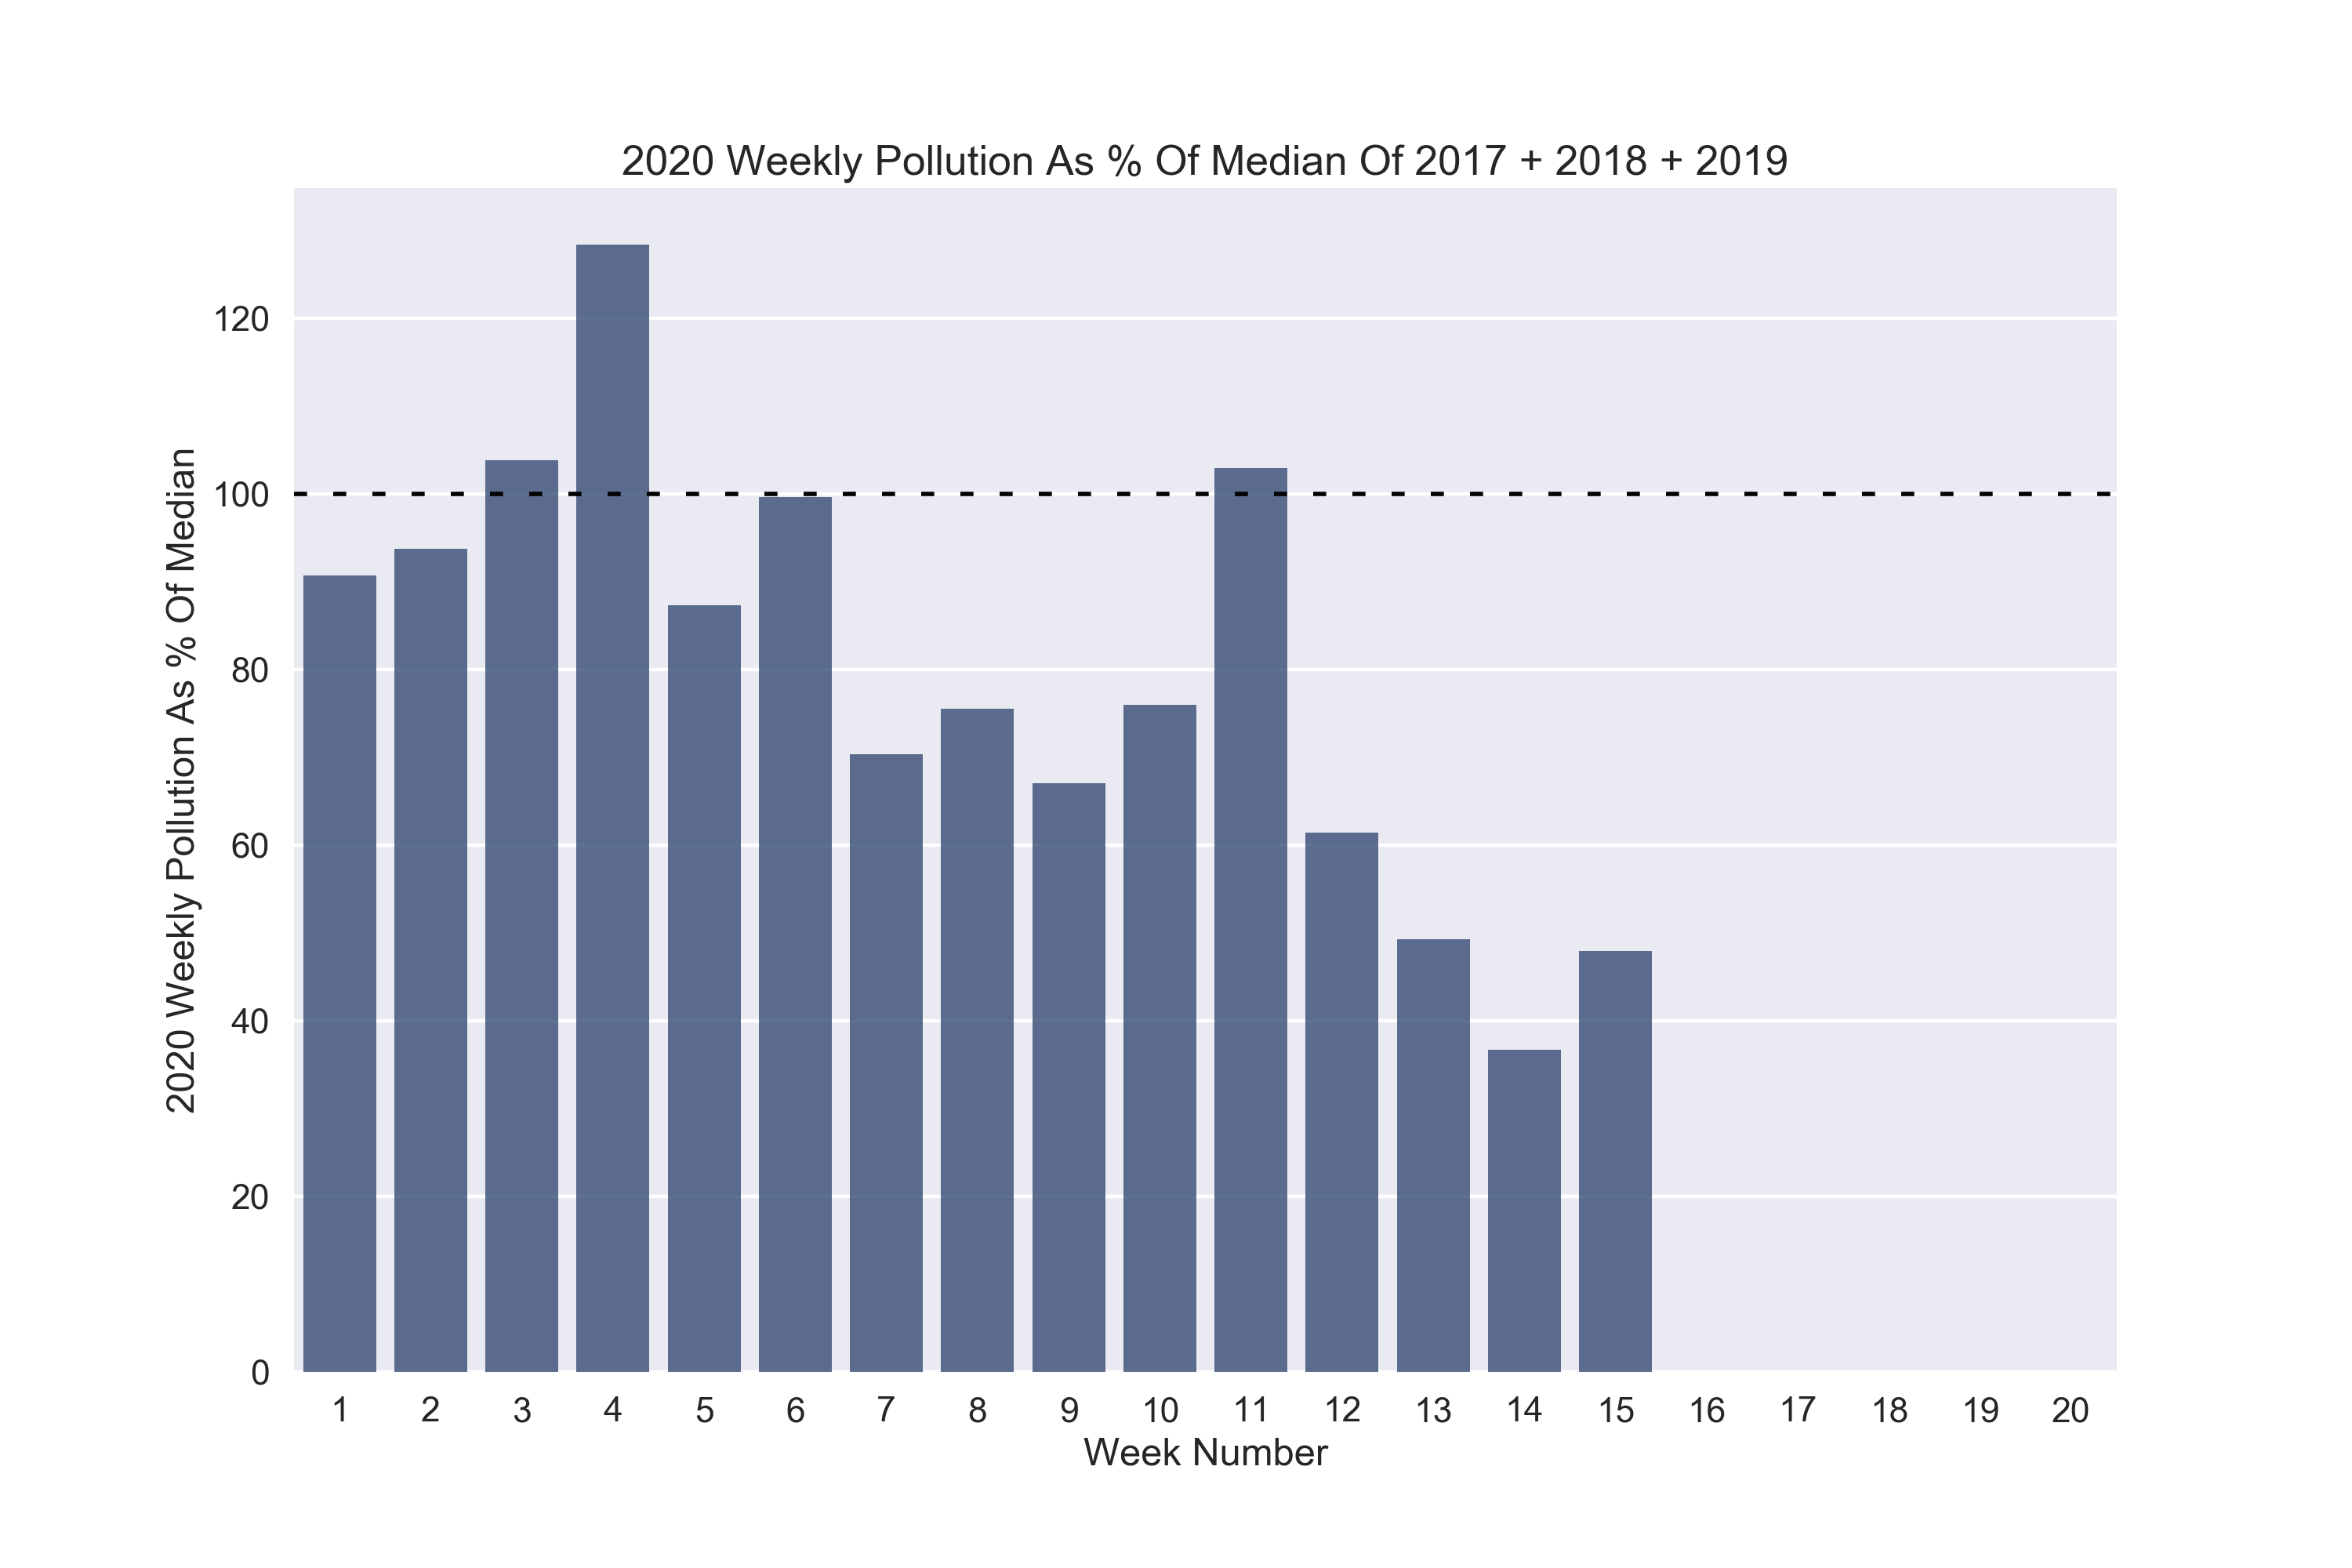 2020 Weekly Pollution As % Of Median Of 2017 + 2018 + 2019
2020 Weekly Pollution As % Of Median
120
100
80
60
40
20
0
1 2 3 4 5 6 7 8 9 10 11 12 13 14 15 16 17 18 19 20
Week Number